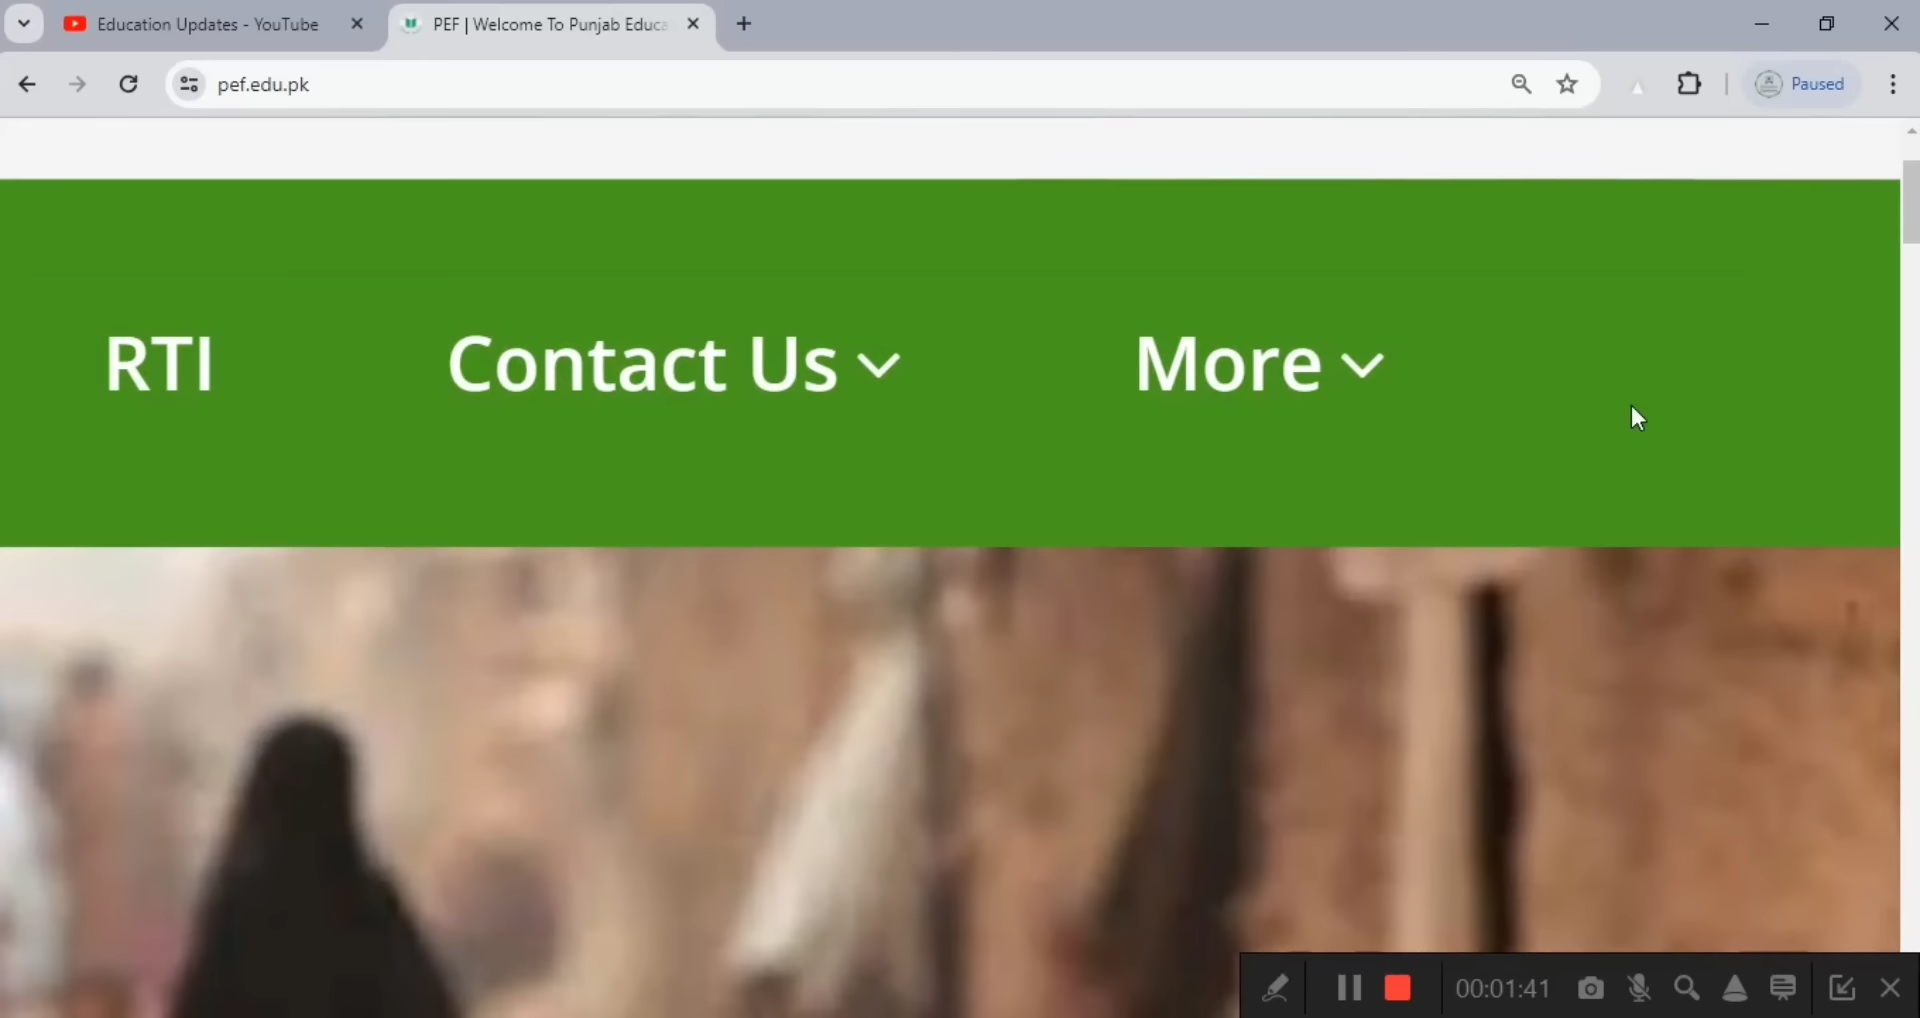 Education Updates - YouTube
PEF | Welcome To Punjab Educa
pef.edu.pk
Paused
RTI
Contact Us
More
00:01:41